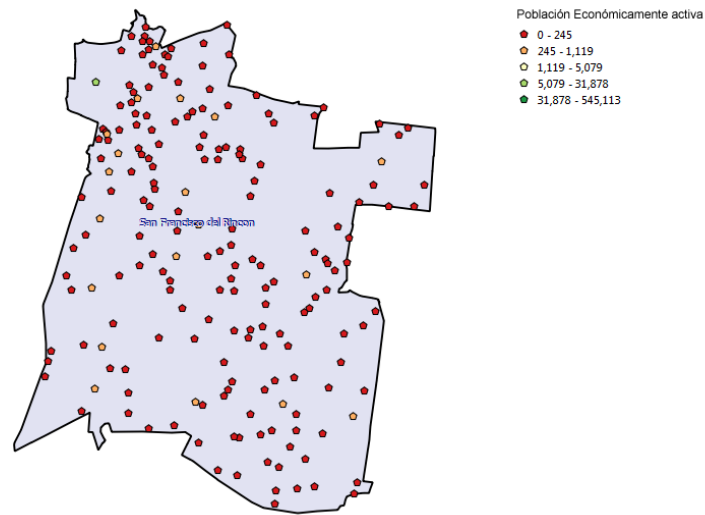 Población Económicamente activa
0 - 245
245 - 1,119
1,119 - 5,079
5,079 - 31,878
31,878 - 545,113
San Francisco del Rincon